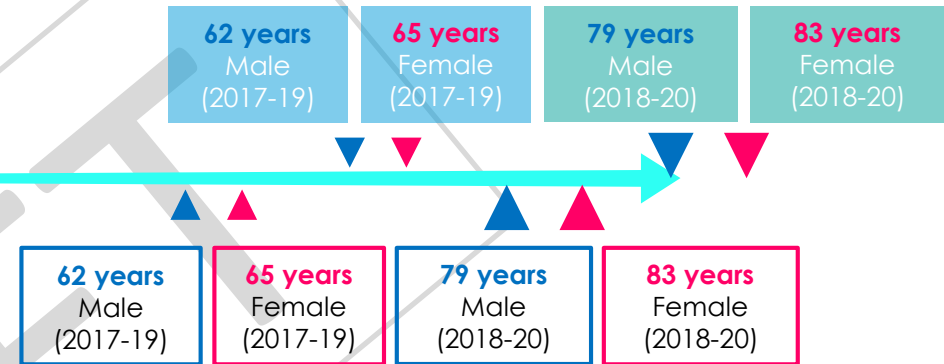 62 years
Male
(2017-19)
65 years
Female
(2017-19)
79 years
Male
(2018-20)
83 years
Female
(2018-20)
62 years
Male
(2017-19)
65 years
Female
(2017-19)
79 years
Male
(2018-20)
83 years
Female
(2018-20)